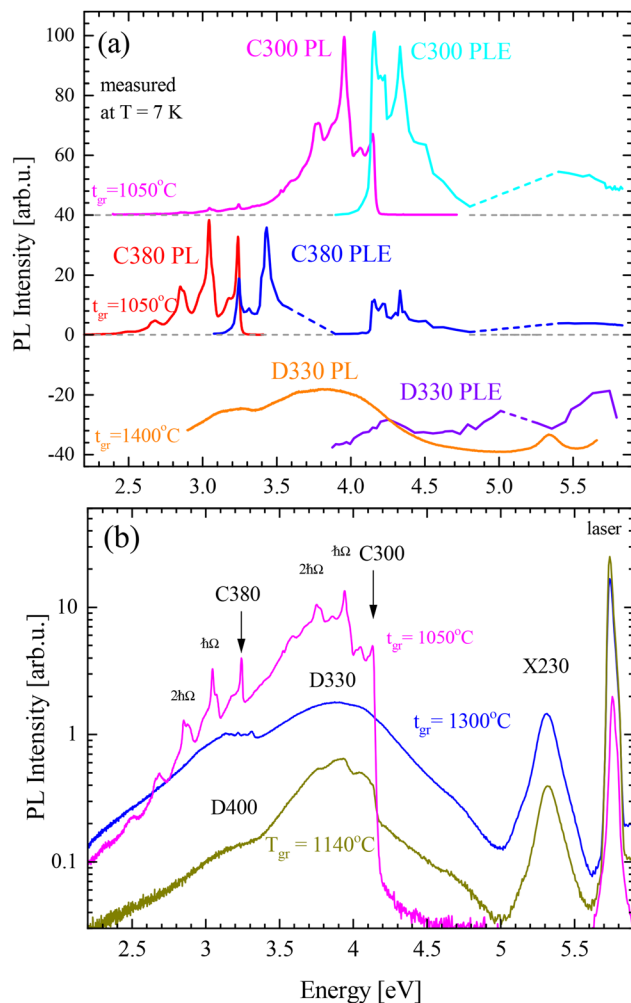 (a)
C300 PL
C300 PLE
measured
at T = 7 K
t_gr=1050°C
C380 PL
C380 PLE
t_gr=1050°C
D330 PL
D330 PLE
t_gr=1400°C
PL Intensity [arb.u.]
100
80
60
40
20
0
-20
-40
2.5 3.0 3.5 4.0 4.5 5.0 5.5
(b)
laser
2ħΩ
ħΩ
C300
C380
ħΩ
2ħΩ
t_gr= 1050°C
D330
X230
t_gr= 1300°C
D400
T_gr= 1140°C
PL Intensity [arb.u.]
10
1
0.1
2.5 3.0 3.5 4.0 4.5 5.0 5.5
Energy [eV]